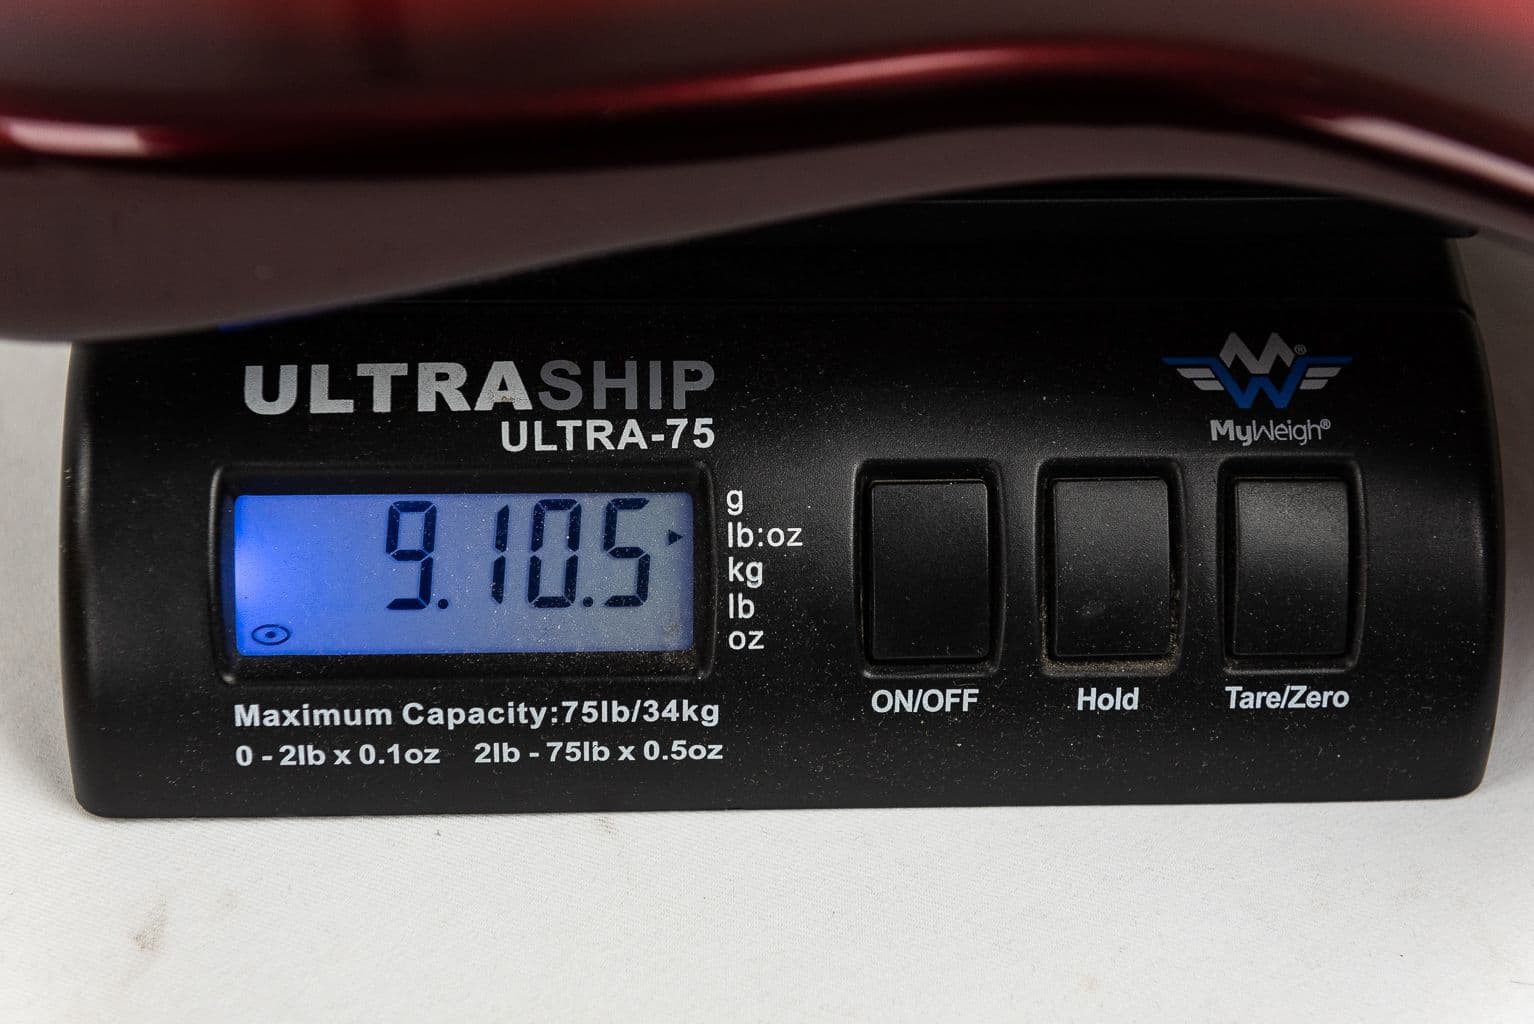 ULTRASHIP
ULTRA-75
MW®
MyWeigh®
9.10.5
g
lb:oz
kg
lb
oz
ON/OFF
Hold
Tare/Zero
Maximum Capacity:75lb/34kg
0 - 2lb x 0.1oz 2lb - 75lb x 0.5oz